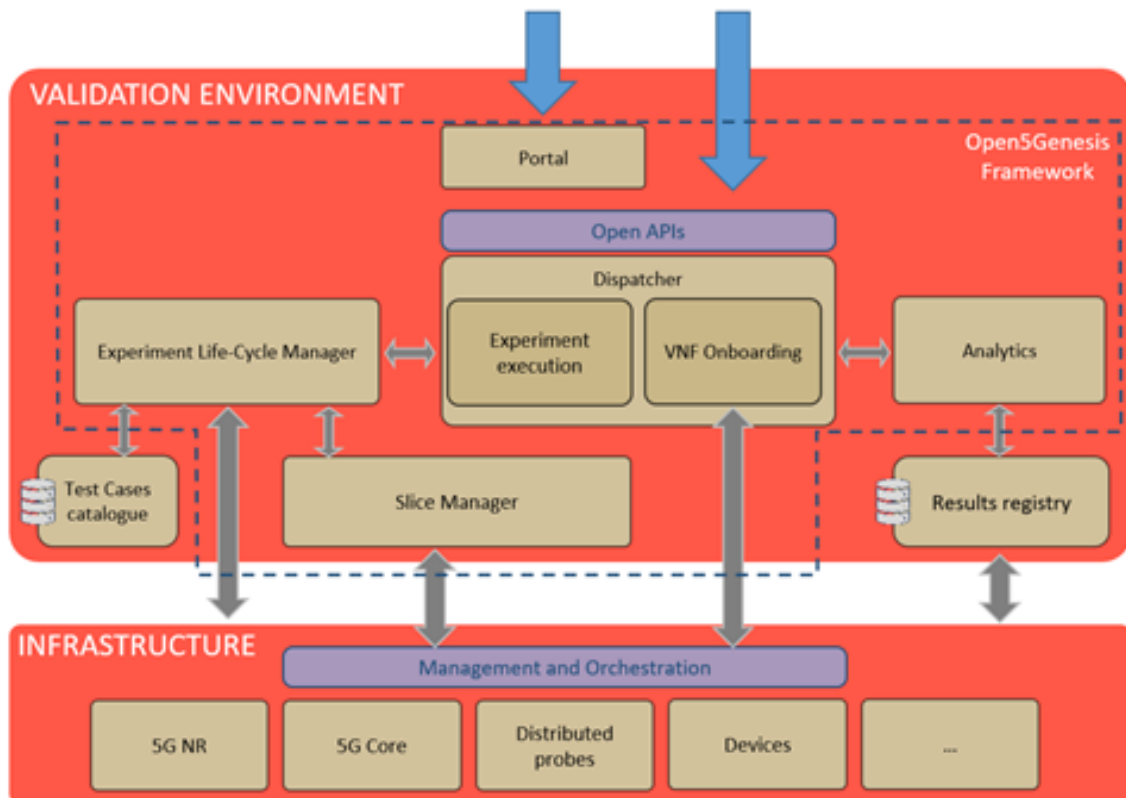 VALIDATION ENVIRONMENT
Portal
Open5Genesis
Framework
Open APIs
Dispatcher
Experiment Life-Cycle Manager
Experiment
execution
VNF Onboarding
Analytics
Test Cases
catalogue
Slice Manager
Results registry
INFRASTRUCTURE
Management and Orchestration
5G NR
5G Core
Distributed
probes
Devices
...